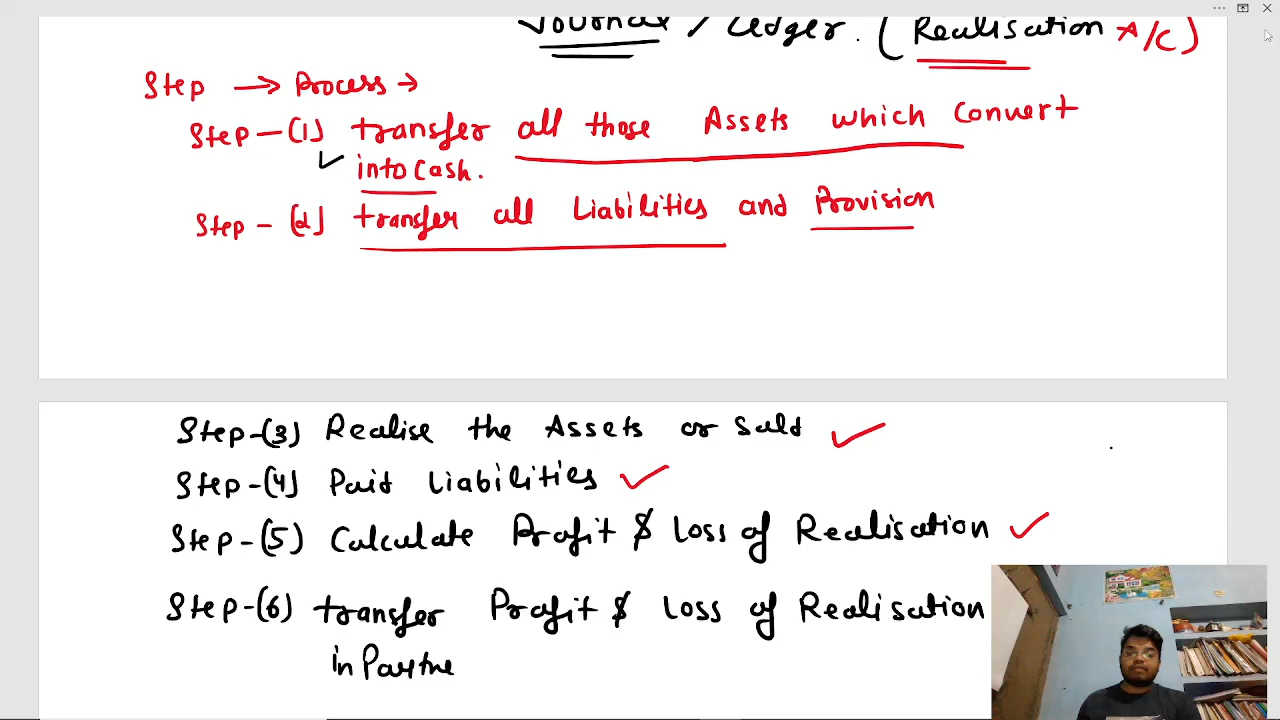 Journal / Ledger. (Realisation A/C)
Step → Process →
Step-(1) transfer all those Assets which convert
into Cash.
Step-(2) transfer all Liabilities and Provision
Step-(3) Realise the Assets or Sald
Step-(4) Paid Liabilities
Step-(5) Calculate Profit $ Loss of Realisation
Step-(6) transfer Profit $ Loss of Realisation
in Partne